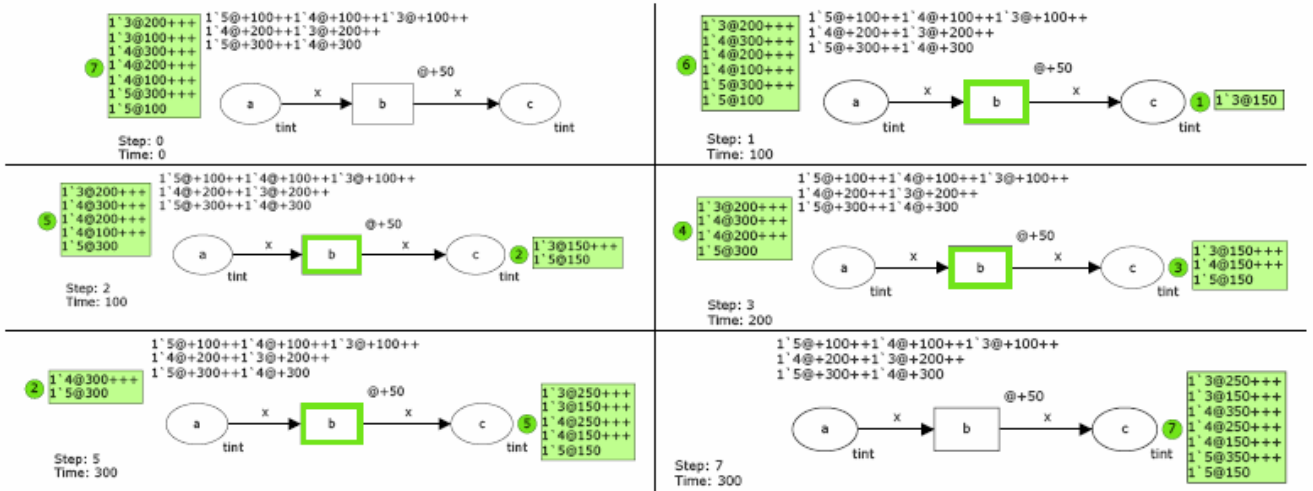 7
1`3@200+++
1`3@100+++
1`4@300+++
1`4@200+++
1`4@100+++
1`5@300+++
1`5@100
1`5@+100++1`4@+100++1`3@+100++
1`4@+200++1`3@+200++
1`5@+300++1`4@+300
@+50
a
x
b
x
c
tint
tint
Step: 0
Time: 0
6
1`3@200+++
1`4@300+++
1`4@200+++
1`4@100+++
1`5@300+++
1`5@100
1`5@+100++1`4@+100++1`3@+100++
1`4@+200++1`3@+200++
1`5@+300++1`4@+300
@+50
a
x
b
x
c
1
1`3@150
tint
tint
Step: 1
Time: 100
5
1`3@200+++
1`4@300+++
1`4@200+++
1`4@100+++
1`5@300
1`5@+100++1`4@+100++1`3@+100++
1`4@+200++1`3@+200++
1`5@+300++1`4@+300
@+50
a
x
b
x
c
2
1`3@150+++
1`5@150
tint
tint
Step: 2
Time: 100
4
1`3@200+++
1`4@300+++
1`4@200+++
1`5@300
1`5@+100++1`4@+100++1`3@+100++
1`4@+200++1`3@+200++
1`5@+300++1`4@+300
@+50
a
x
b
x
c
3
1`3@150+++
1`4@150+++
1`5@150
tint
tint
Step: 3
Time: 200
2
1`4@300+++
1`5@300
1`5@+100++1`4@+100++1`3@+100++
1`4@+200++1`3@+200++
1`5@+300++1`4@+300
@+50
a
x
b
x
c
5
1`3@250+++
1`3@150+++
1`4@250+++
1`4@150+++
1`5@150
tint
tint
Step: 5
Time: 300
1`5@+100++1`4@+100++1`3@+100++
1`4@+200++1`3@+200++
1`5@+300++1`4@+300
@+50
a
x
b
x
c
7
1`3@250+++
1`3@150+++
1`4@350+++
1`4@250+++
1`4@150+++
1`5@350+++
1`5@150
tint
tint
Step: 7
Time: 300